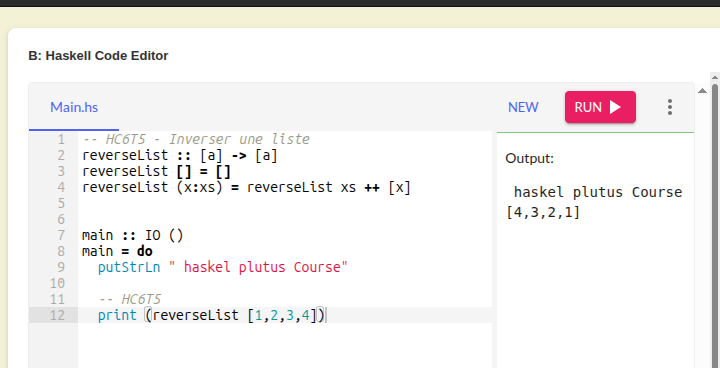 B: Haskell Code Editor
Main.hs
NEW
RUN
1 -- HC6T5 - Inverser une liste
2 reverseList :: [a] -> [a]
3 reverseList [] = []
4 reverseList (x:xs) = reverseList xs ++ [x]
5
6
7 main :: IO ()
8 main = do
9   putStrLn " haskel plutus Course"
10
11   -- HC6T5
12   print (reverseList [1,2,3,4])
Output:
 haskel plutus Course
[4,3,2,1]